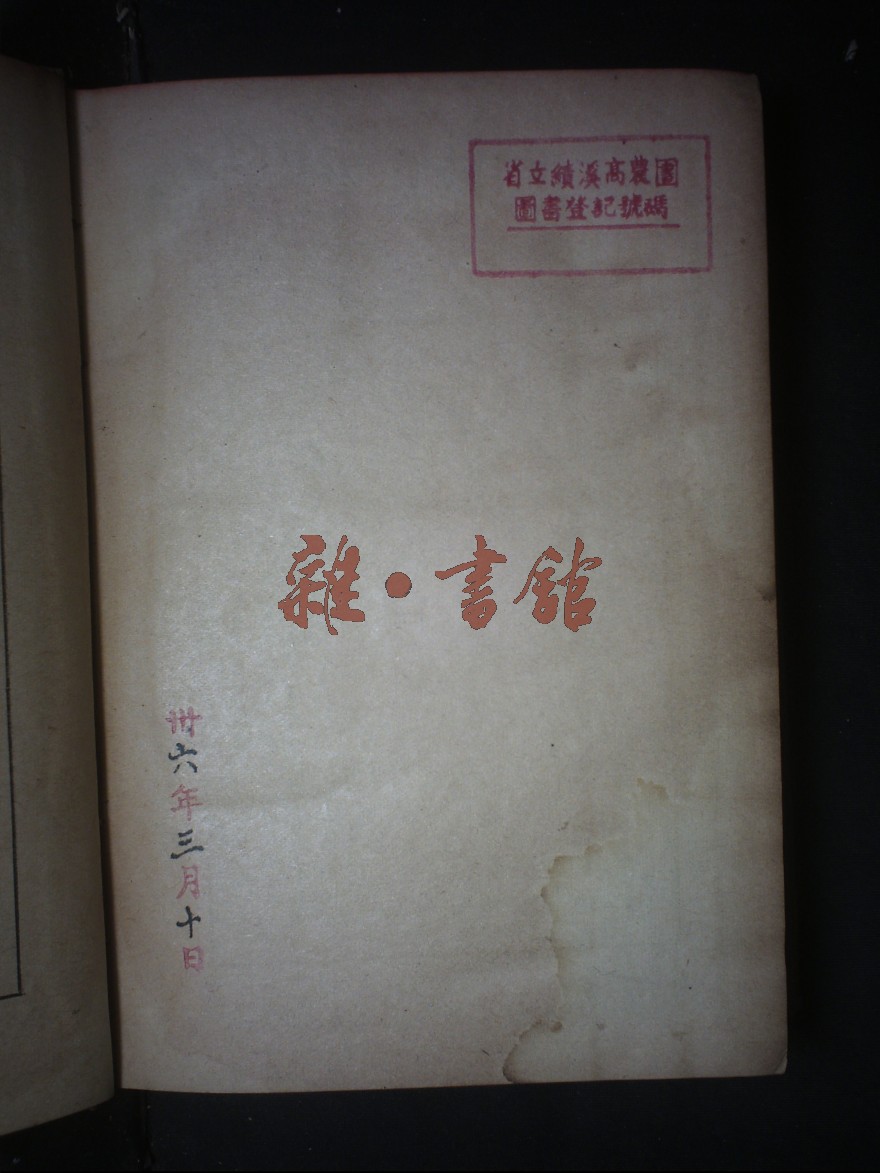 省立績溪高農圕
圖書登記號碼
雜·書館
卅六年三月十日